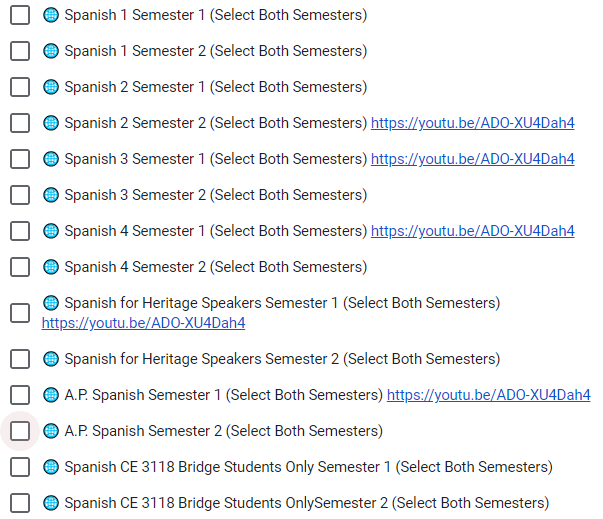 Spanish 1 Semester 1 (Select Both Semesters)
Spanish 1 Semester 2 (Select Both Semesters)
Spanish 2 Semester 1 (Select Both Semesters)
Spanish 2 Semester 2 (Select Both Semesters) https://youtu.be/ADO-XU4Dah4
Spanish 3 Semester 1 (Select Both Semesters) https://youtu.be/ADO-XU4Dah4
Spanish 3 Semester 2 (Select Both Semesters)
Spanish 4 Semester 1 (Select Both Semesters) https://youtu.be/ADO-XU4Dah4
Spanish 4 Semester 2 (Select Both Semesters)
Spanish for Heritage Speakers Semester 1 (Select Both Semesters)
https://youtu.be/ADO-XU4Dah4
Spanish for Heritage Speakers Semester 2 (Select Both Semesters)
A.P. Spanish Semester 1 (Select Both Semesters) https://youtu.be/ADO-XU4Dah4
A.P. Spanish Semester 2 (Select Both Semesters)
Spanish CE 3118 Bridge Students Only Semester 1 (Select Both Semesters)
Spanish CE 3118 Bridge Students OnlySemester 2 (Select Both Semesters)